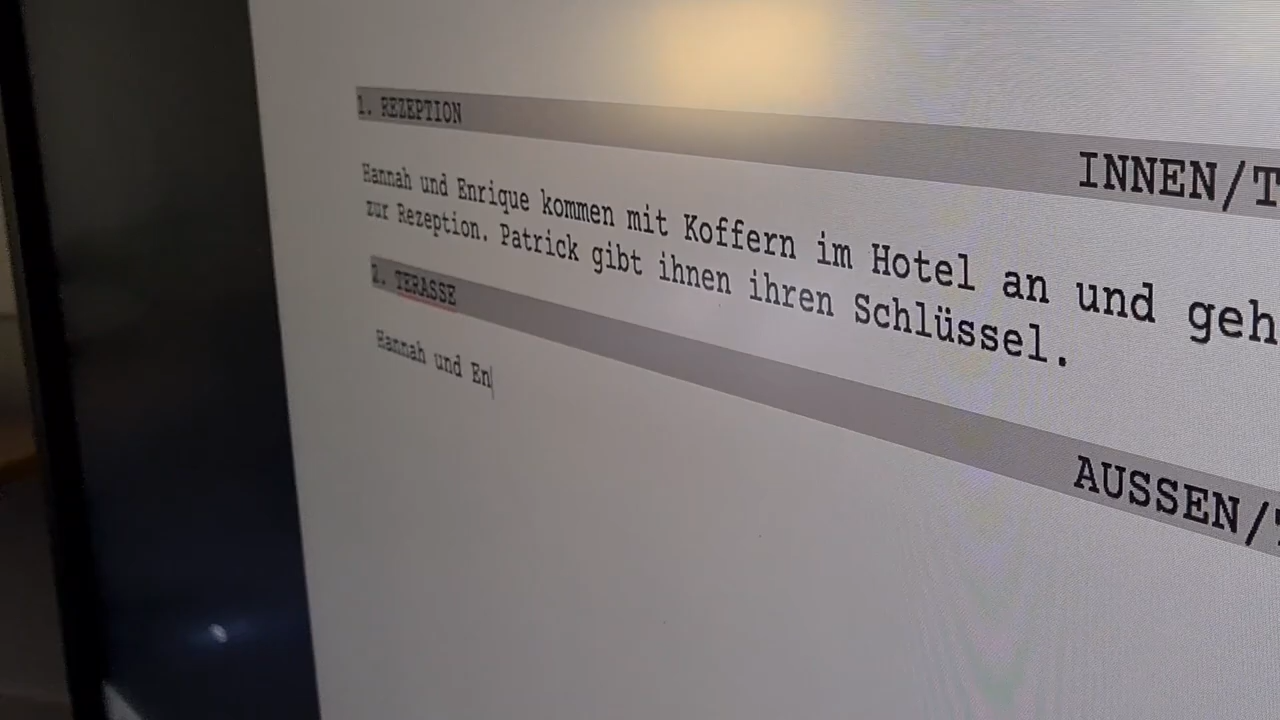 1. REZEPTION INNEN/T
Hannah und Enrique kommen mit Koffern im Hotel an und geh
zur Rezeption. Patrick gibt ihnen ihren Schlüssel.
2. TERASSE AUSSEN/
Hannah und En